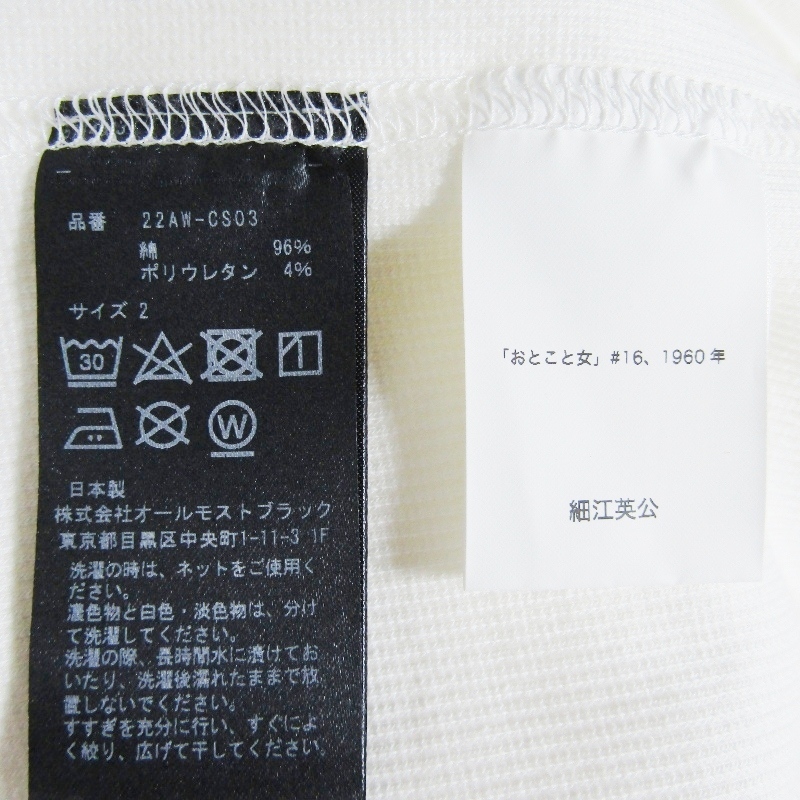 品番 22AW-CS03
綿 96%
ポリウレタン 4%
サイズ 2
30
W
日本製
株式会社オールモストブラック
東京都目黒区中央町1-11-3 1F
洗濯の時は、ネットをご使用く
ださい。
濃色物と白色・淡色物は、分け
て洗濯してください。
洗濯の際、長時間水に漬けてお
いたり、洗濯後濡れたままで放
置しないでください。
すすぎを充分に行い、すぐによ
く絞り、広げて干してください。
「おとこと女」#16、1960年
細江英公